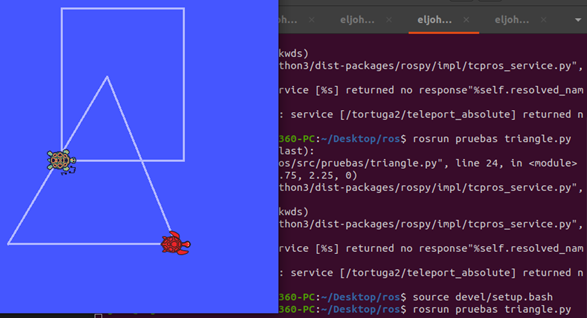 eljoh...
eljoh...
eljoh...
kwds)
thon3/dist-packages/rospy/impl/tcpros_service.py",
rvice [%s] returned no response"%self.resolved_nam
: service [/tortuga2/teleport_absolute] returned n
360-PC:~/Desktop/ros$ rosrun pruebas triangle.py
last):
os/src/pruebas/triangle.py", line 24, in <module>
.75, 2.25, 0)
thon3/dist-packages/rospy/impl/tcpros_service.py",
kwds)
thon3/dist-packages/rospy/impl/tcpros_service.py",
rvice [%s] returned no response"%self.resolved_nam
: service [/tortuga2/teleport_absolute] returned n
360-PC:~/Desktop/ros$ source devel/setup.bash
360-PC:~/Desktop/ros$ rosrun pruebas triangle.py